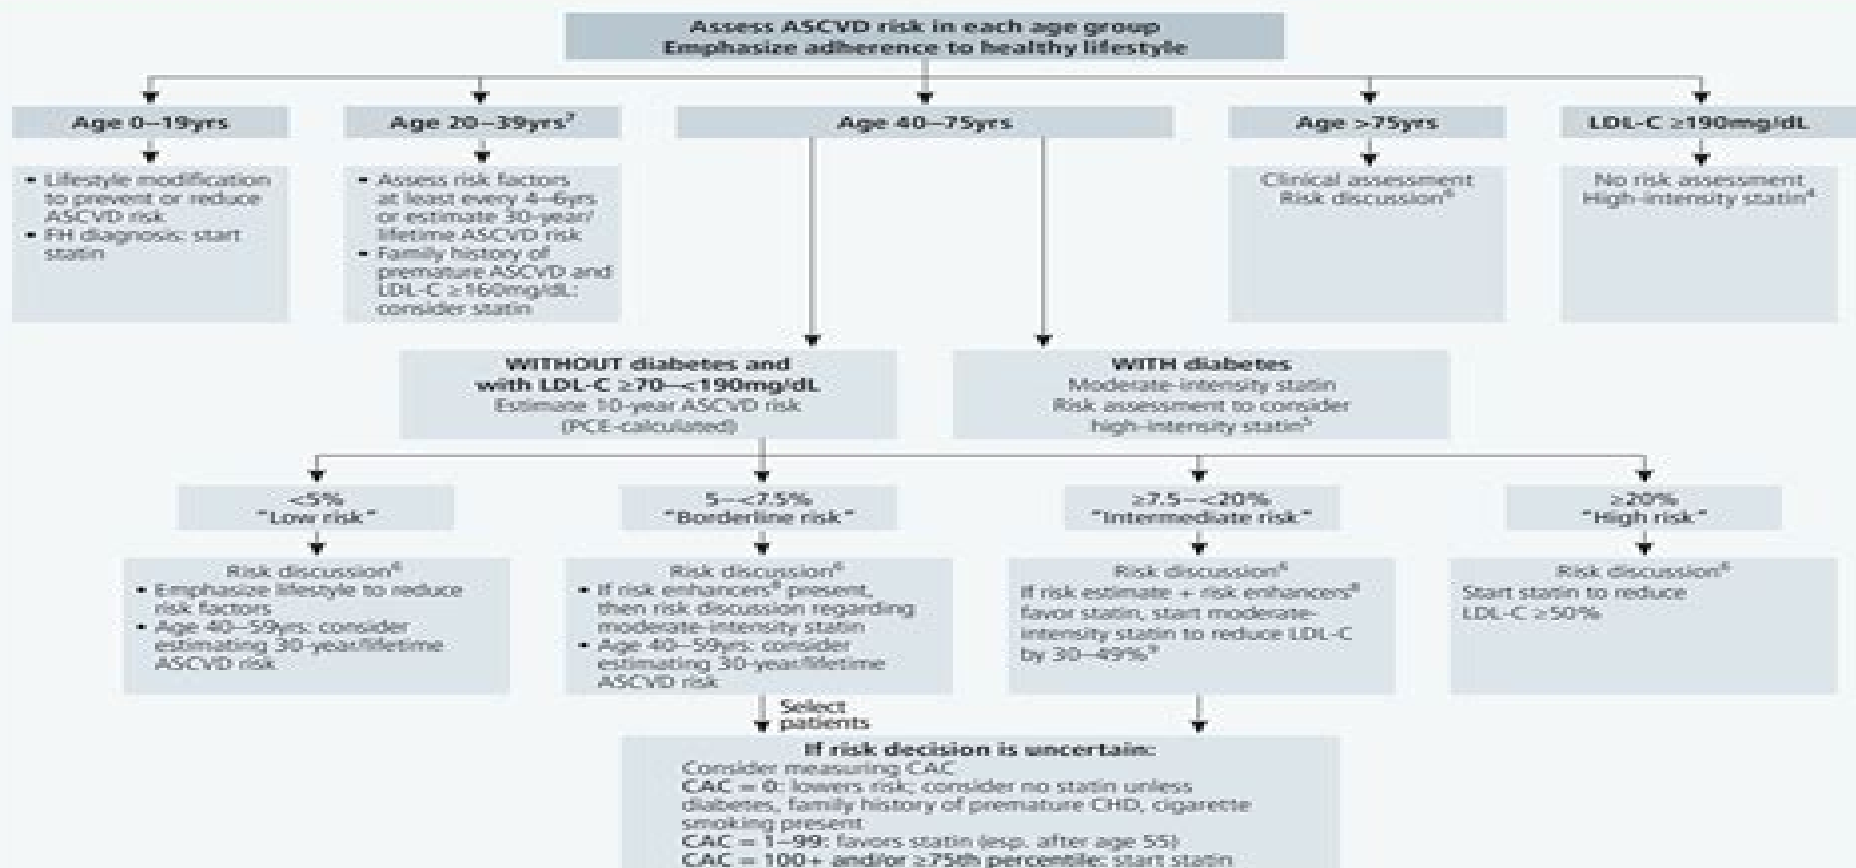 Assess ASCVD risk in each age group
Emphasize adherence to healthy lifestyle
Age 0–19yrs
Age 20–39yrs⁷
Age 40–75yrs
Age >75yrs
LDL-C ≥190mg/dL
• Lifestyle modification
to prevent or reduce
ASCVD risk
• FH diagnosis: start
statin
• Assess risk factors
at least every 4–6yrs
or estimate 30-year/
lifetime ASCVD risk
• Family history of
premature ASCVD and
LDL-C ≥160mg/dL:
consider statin
Clinical assessment
Risk discussion⁶
No risk assessment
High-intensity statin⁴
WITHOUT diabetes and
with LDL-C ≥70–<190mg/dL
Estimate 10-year ASCVD risk
(PCE-calculated)
WITH diabetes
Moderate-intensity statin
Risk assessment to consider
high-intensity statin⁵
<5%
"Low risk"
5–<7.5%
"Borderline risk"
≥7.5–<20%
"Intermediate risk"
≥20%
"High risk"
Risk discussion⁶
• Emphasize lifestyle to reduce
risk factors
• Age 40–59yrs: consider
estimating 30-year/lifetime
ASCVD risk
Risk discussion⁶
• If risk enhancers⁸ present,
then risk discussion regarding
moderate-intensity statin
• Age 40–59yrs: consider
estimating 30-year/lifetime
ASCVD risk
Risk discussion⁶
If risk estimate + risk enhancers⁸
favor statin, start moderate-
intensity statin to reduce LDL-C
by 30–49%⁹
Risk discussion⁶
Start statin to reduce
LDL-C ≥50%
Select
patients
If risk decision is uncertain:
Consider measuring CAC
CAC = 0: lowers risk; consider no statin unless
diabetes, family history of premature CHD, cigarette
smoking present
CAC = 1–99: favors statin (esp. after age 55)
CAC = 100+ and/or ≥75th percentile: start statin